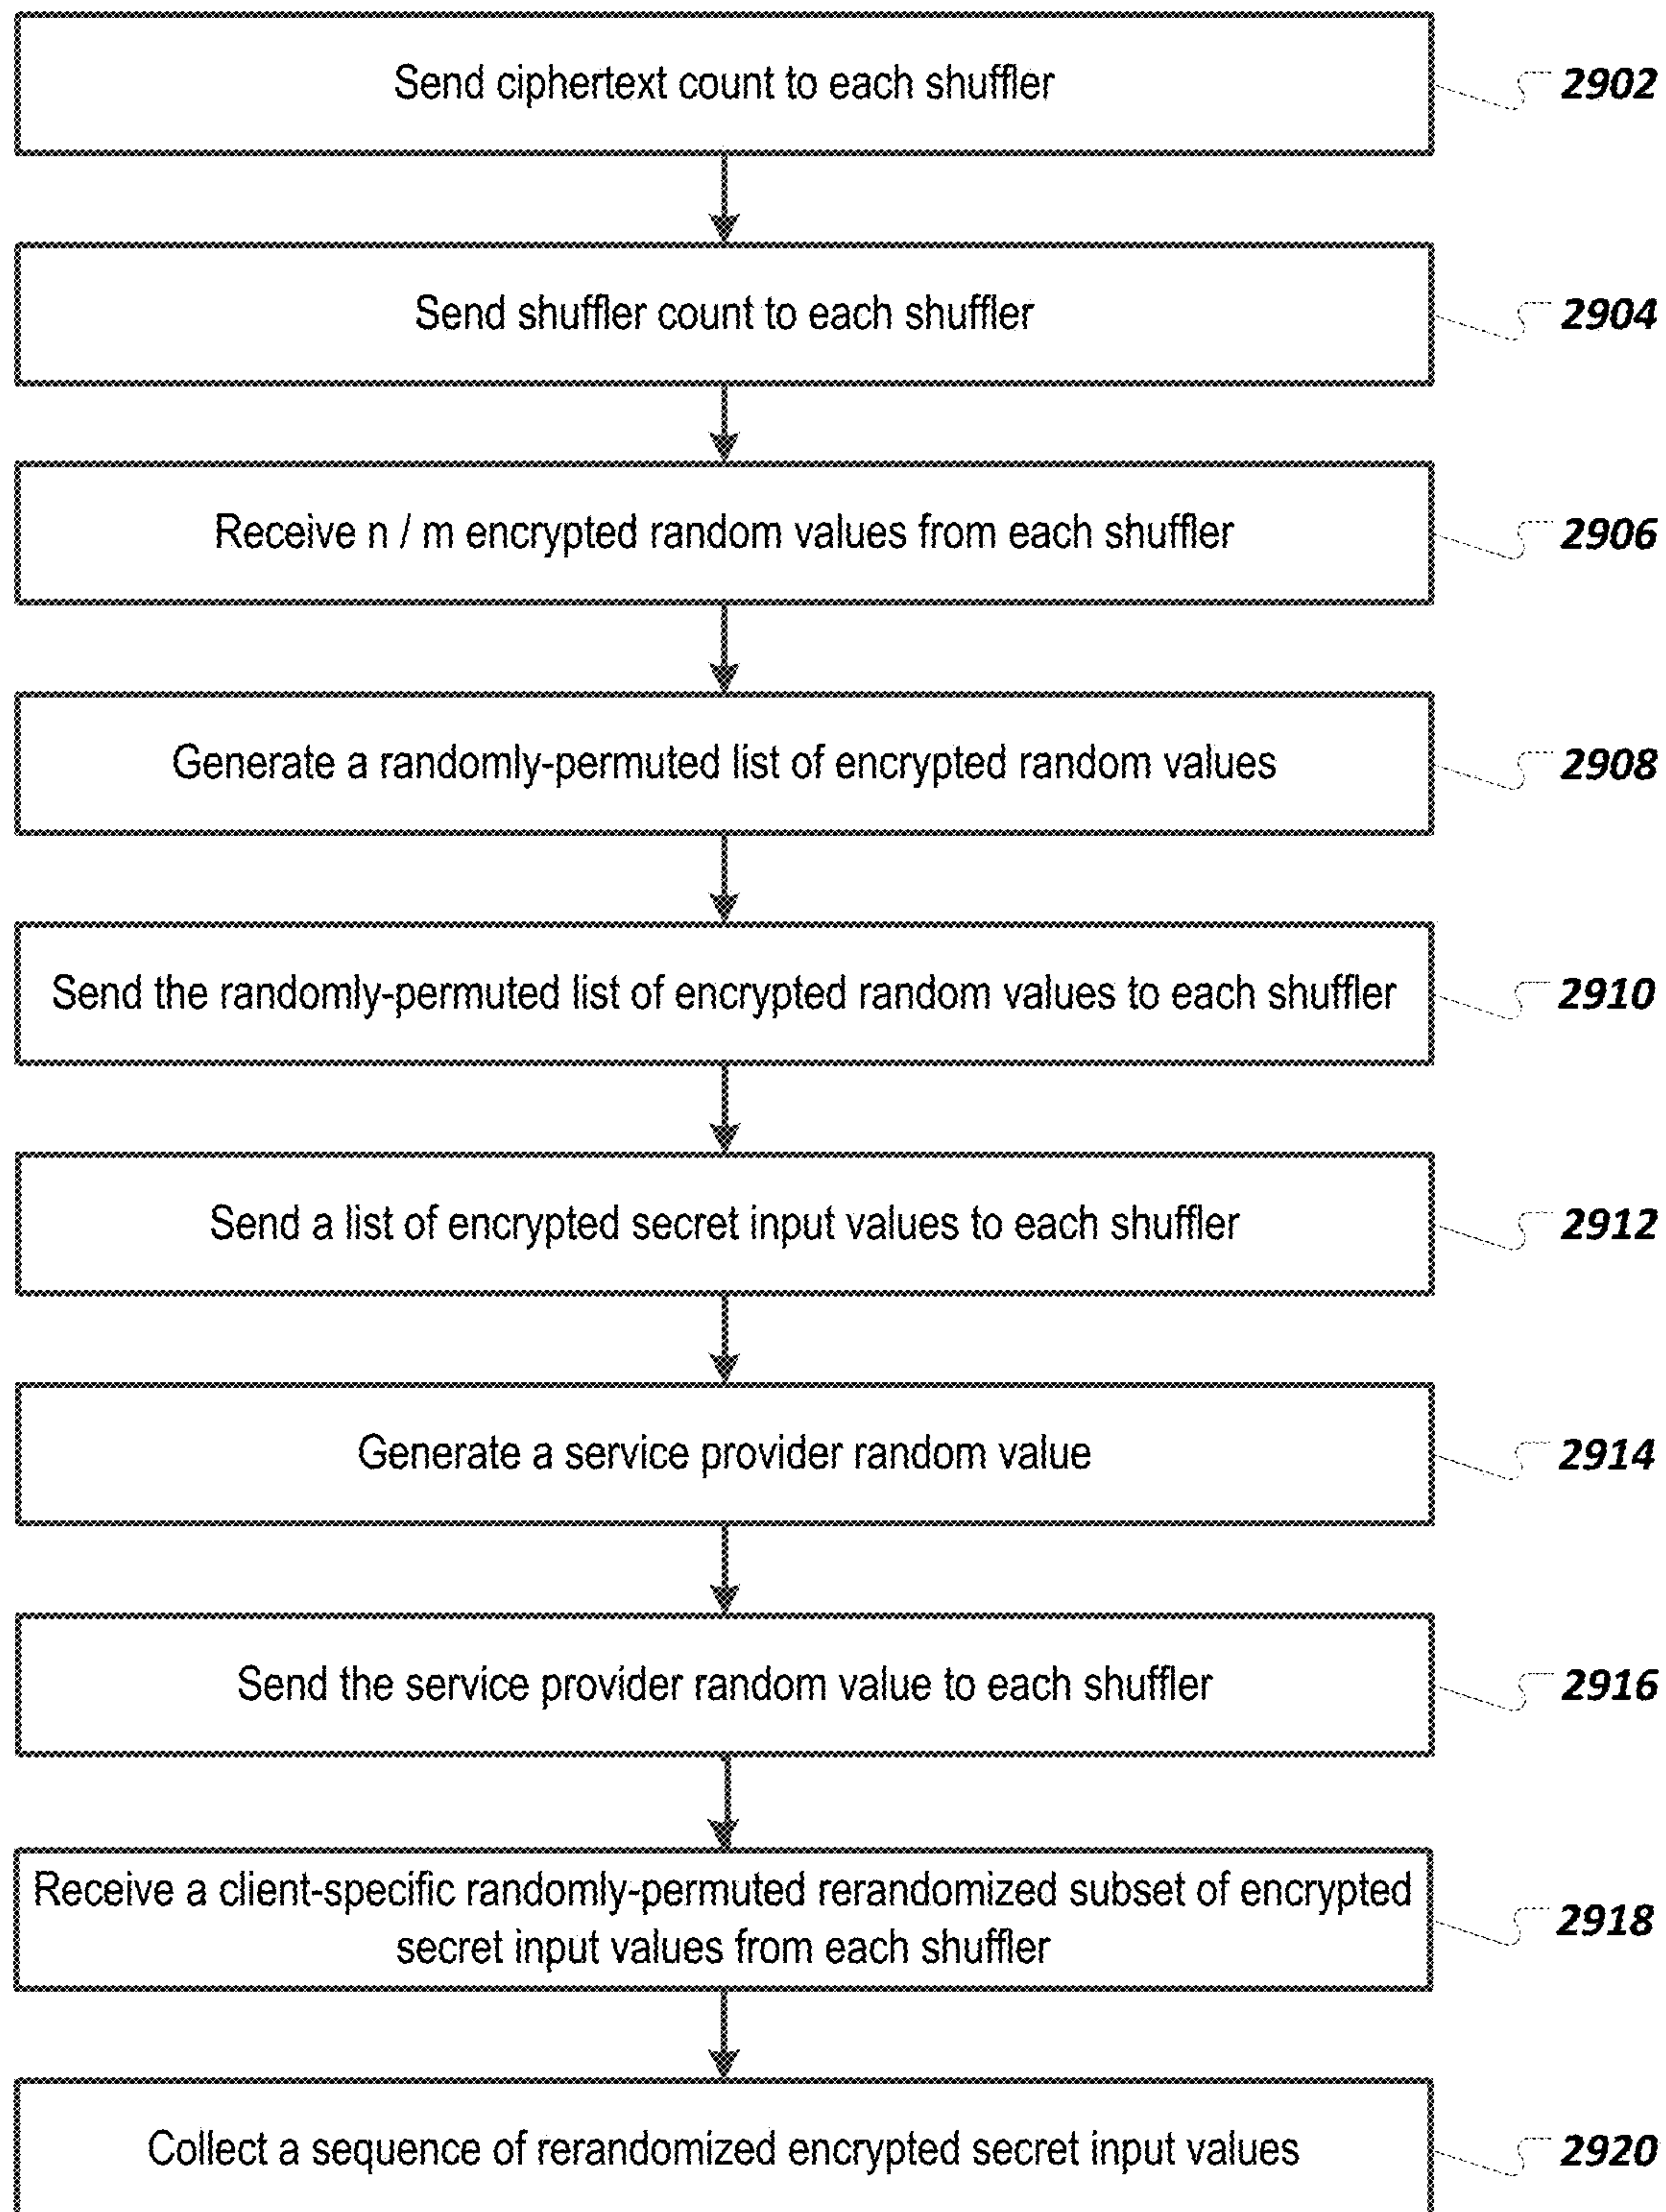 Send ciphertext count to each shuffler
2902
Send shuffler count to each shuffler
2904
Receive n / m encrypted random values from each shuffler
2906
Generate a randomly-permuted list of encrypted random values
2908
Send the randomly-permuted list of encrypted random values to each shuffler
2910
Send a list of encrypted secret input values to each shuffler
2912
Generate a service provider random value
2914
Send the service provider random value to each shuffler
2916
Receive a client-specific randomly-permuted rerandomized subset of encrypted
secret input values from each shuffler
2918
Collect a sequence of rerandomized encrypted secret input values
2920